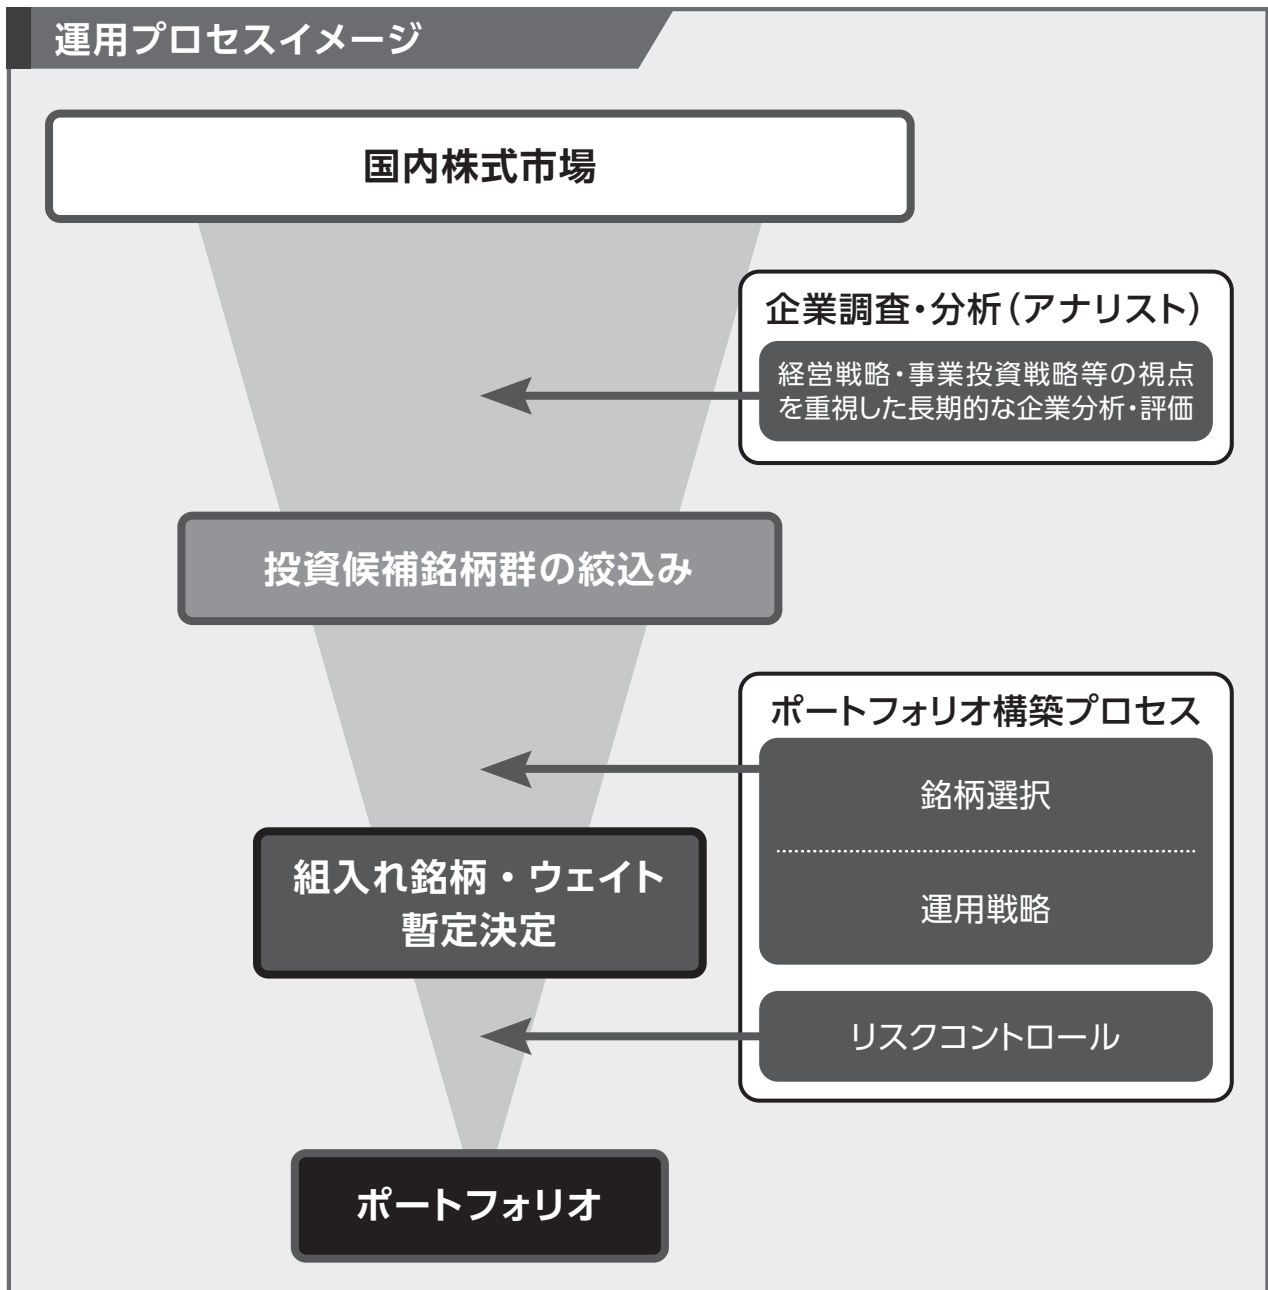 運用プロセスイメージ
国内株式市場
企業調査・分析(アナリスト)
経営戦略・事業投資戦略等の視点
を重視した長期的な企業分析・評価
投資候補銘柄群の絞込み
ポートフォリオ構築プロセス
銘柄選択
組入れ銘柄・ウェイト
暫定決定
運用戦略
リスクコントロール
ポートフォリオ